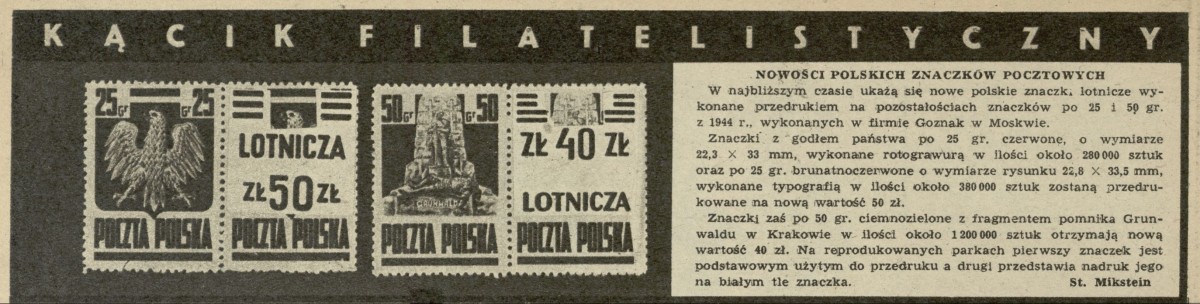 KĄCIK FILATELISTYCZNY
25 gr 25
POCZTA POLSKA
LOTNICZA
ZŁ 50 ZŁ
POCZTA POLSKA
50 gr 50
GRUNWALD
POCZTA POLSKA
ZŁ 40 ZŁ
LOTNICZA
POCZTA POLSKA
NOWOŚCI POLSKICH ZNACZKÓW POCZTOWYCH
W najbliższym czasie ukażą się nowe polskie znaczk. lotnicze wy-
konane przedrukiem na pozostałościach znaczków po 25 i 50 gr.
z 1944 r., wykonanych w firmie Goznak w Moskwie.
Znaczki z godłem państwa po 25 gr. czerwone, o wymiarze
22,3 × 33 mm, wykonane rotograwurą w ilości około 280 000 sztuk
oraz po 25 gr. brunatnoczerwone o wymiarze rysunku 22,8 × 33,5 mm,
wykonane typografią w ilości około 380 000 sztuk zostaną przedru-
kowane na nową wartość 50 zł.
Znaczki zaś po 50 gr. ciemnozielone z fragmentem pomnika Grun-
waldu w Krakowie w ilości około 1 200 000 sztuk otrzymają nową
wartość 40 zł. Na reprodukowanych parkach pierwszy znaczek jest
podstawowym użytym do przedruku a drugi przedstawia nadruk jego
na białym tle znaczka.
St. Mikstein